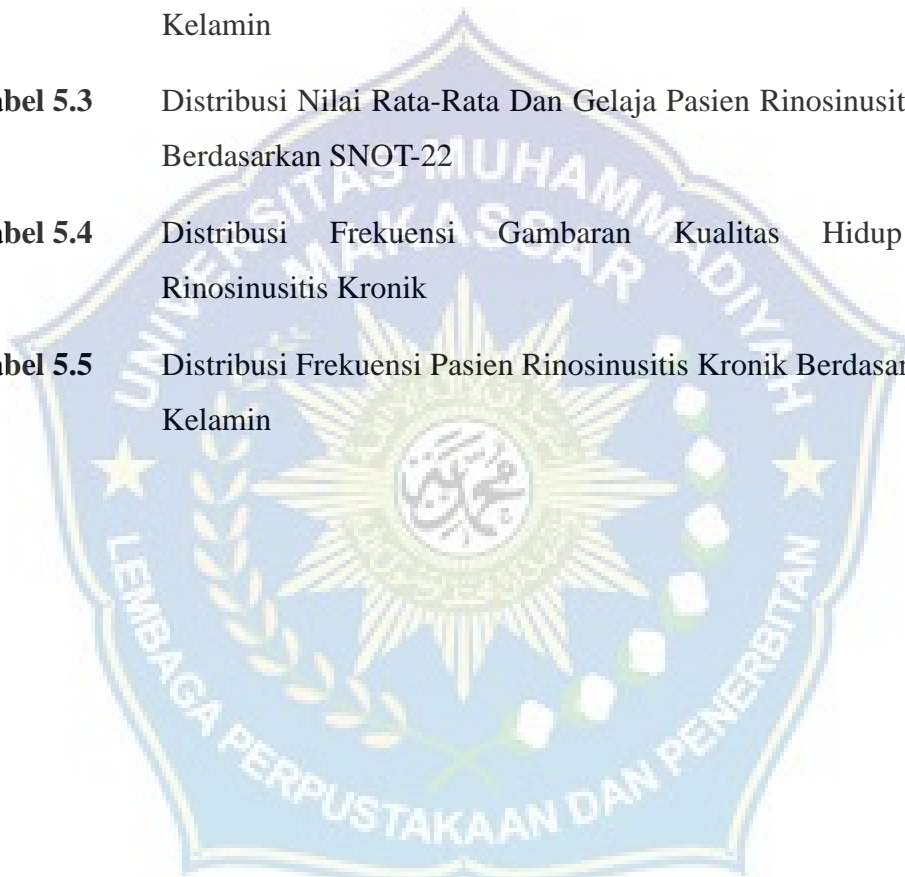 Kelamin
abel 5.3 Distribusi Nilai Rata-Rata Dan Gelaja Pasien Rinosinusit
Berdasarkan SNOT-22
abel 5.4 Distribusi Frekuensi Gambaran Kualitas Hidup
Rinosinusitis Kronik
abel 5.5 Distribusi Frekuensi Pasien Rinosinusitis Kronik Berdasar
Kelamin
UNIVERSITAS MUHAMMADIYAH
MAKASSAR
LEMBAGA PERPUSTAKAAN DAN PENERBITAN